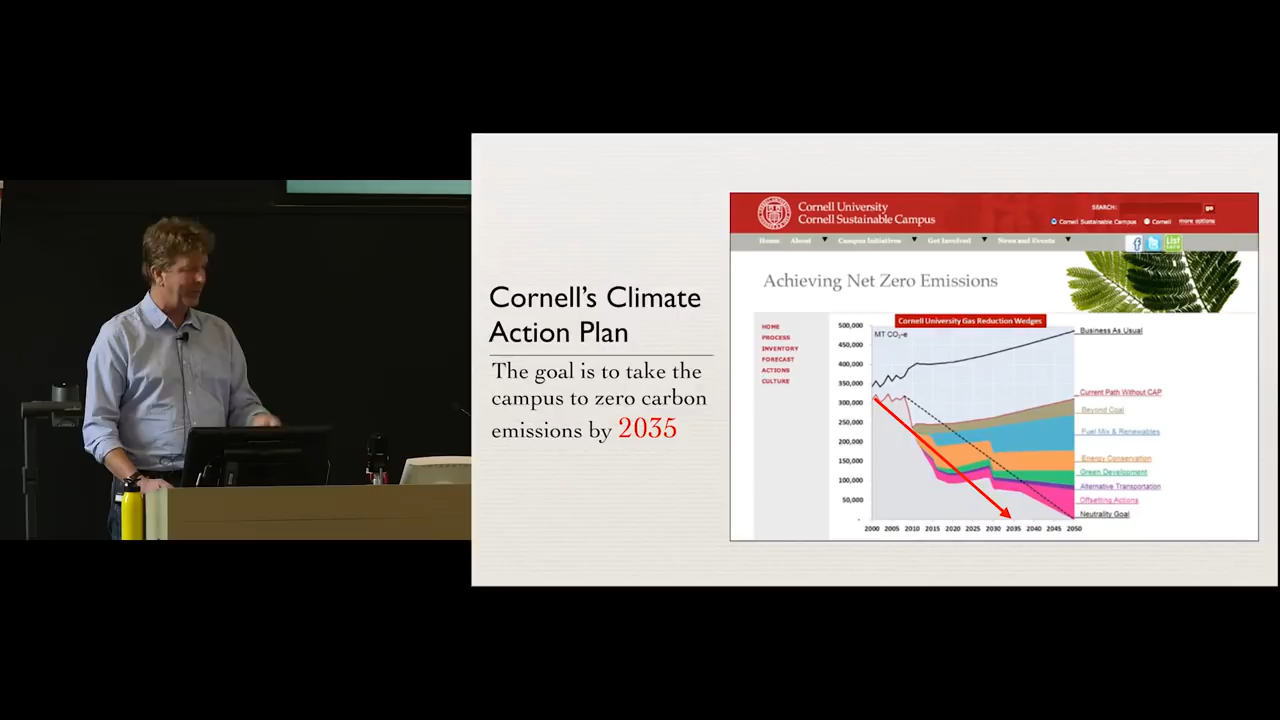 Cornell's Climate
Action Plan
The goal is to take the
campus to zero carbon
emissions by 2035
Cornell University
Cornell Sustainable Campus
SEARCH:
go
Cornell Sustainable Campus
Cornell
more options
Home
About
Campus Initiatives
Get Involved
News and Events
f
t
List
Achieving Net Zero Emissions
HOME
PROCESS
INVENTORY
FORECAST
ACTIONS
CULTURE
Cornell University Gas Reduction Wedges
MT CO₂-e
500,000
450,000
400,000
350,000
300,000
250,000
200,000
150,000
100,000
50,000
-
2000 2005 2010 2015 2020 2025 2030 2035 2040 2045 2050
Business As Usual
Current Path Without CAP
Beyond Coal
Fuel Mix & Renewables
Energy Conservation
Green Development
Alternative Transportation
Offsetting Actions
Neutrality Goal